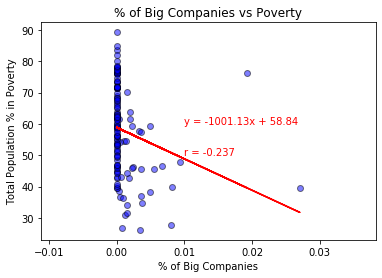 % of Big Companies vs Poverty
Total Population % in Poverty
90
80
70
60
50
40
30
y = -1001.13x + 58.84
r = -0.237
−0.01
0.00
0.01
0.02
0.03
% of Big Companies